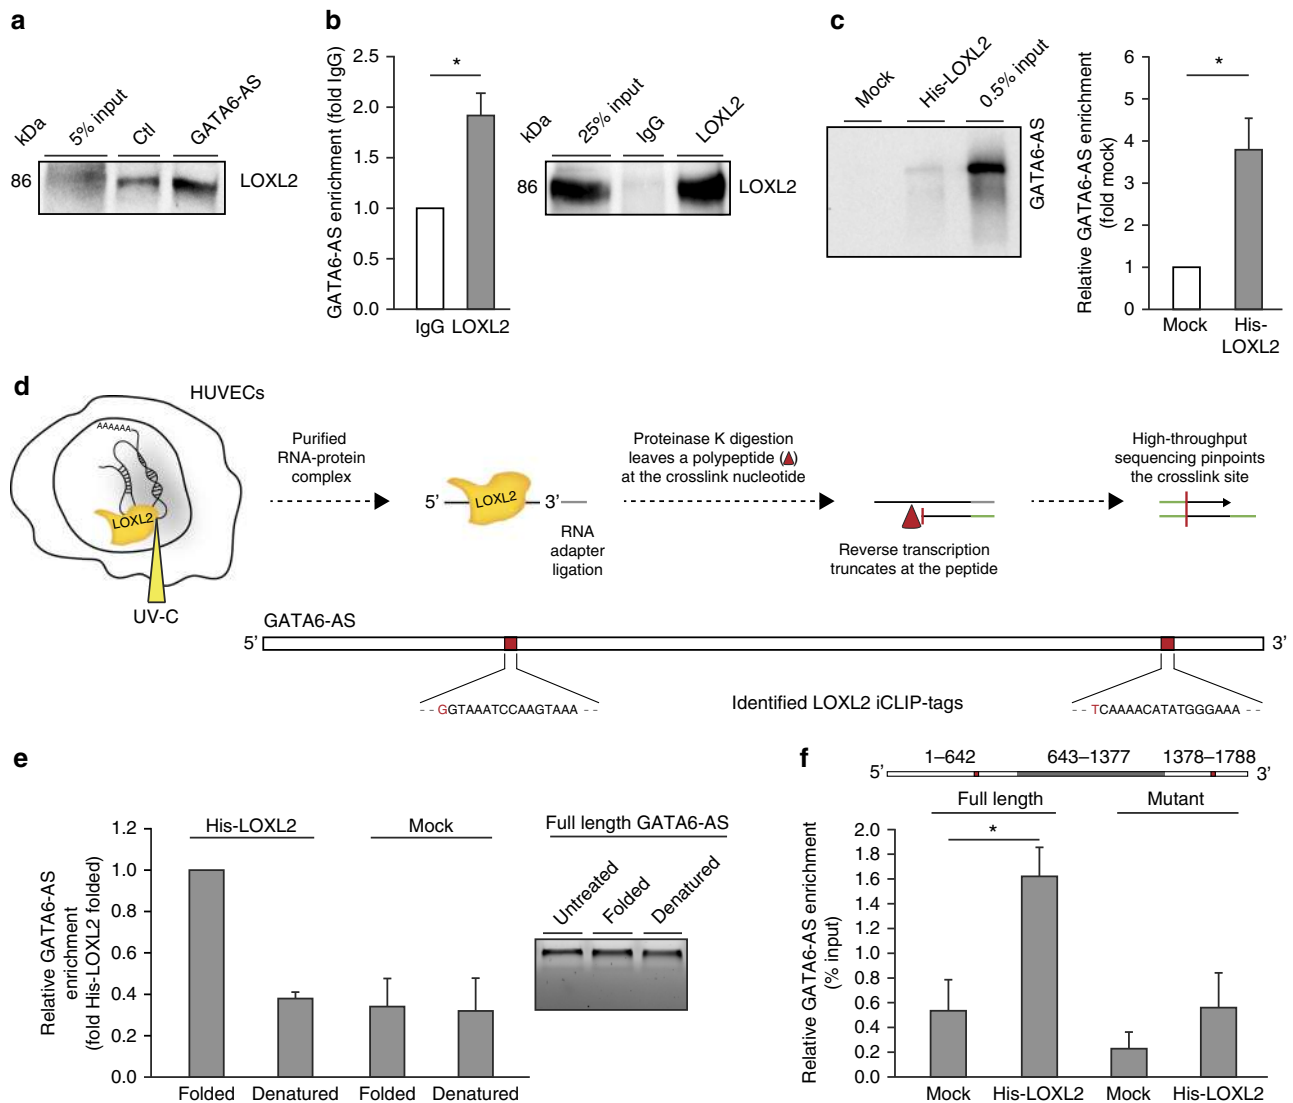 a
kDa
5% input
Ctl
GATA6-AS
86
LOXL2
b
GATA6-AS enrichment (fold IgG)
2.5
2.0
1.5
1.0
0.5
0.0
*
IgG LOXL2
kDa
25% input
IgG
LOXL2
86
LOXL2
c
Mock
His-LOXL2
0.5% input
GATA6-AS
Relative GATA6-AS enrichment
(fold mock)
6
5
4
3
2
1
0
*
Mock
His-
LOXL2
d
HUVECs
AAAAAA
LOXL2
UV-C
Purified
RNA-protein
complex
5’
LOXL2
3’
RNA
adapter
ligation
Proteinase K digestion
leaves a polypeptide ( )
at the crosslink nucleotide
Reverse transcription
truncates at the peptide
High-throughput
sequencing pinpoints
the crosslink site
GATA6-AS
5’
3’
- - GGTAAATCCAAGTAAA - -
Identified LOXL2 iCLIP-tags
- - TCAAAACATATGGGAAA - -
e
Relative GATA6-AS
enrichment
(fold His-LOXL2 folded)
1.2
1.0
0.8
0.6
0.4
0.2
0.0
His-LOXL2
Mock
Folded
Denatured
Folded
Denatured
Full length GATA6-AS
Untreated
Folded
Denatured
f
1–642
643–1377
1378–1788
5’
3’
Full length
Mutant
Relative GATA6-AS enrichment
(% input)
2.0
1.8
1.6
1.4
1.2
1.0
0.8
0.6
0.4
0.2
0.0
*
Mock
His-LOXL2
Mock
His-LOXL2